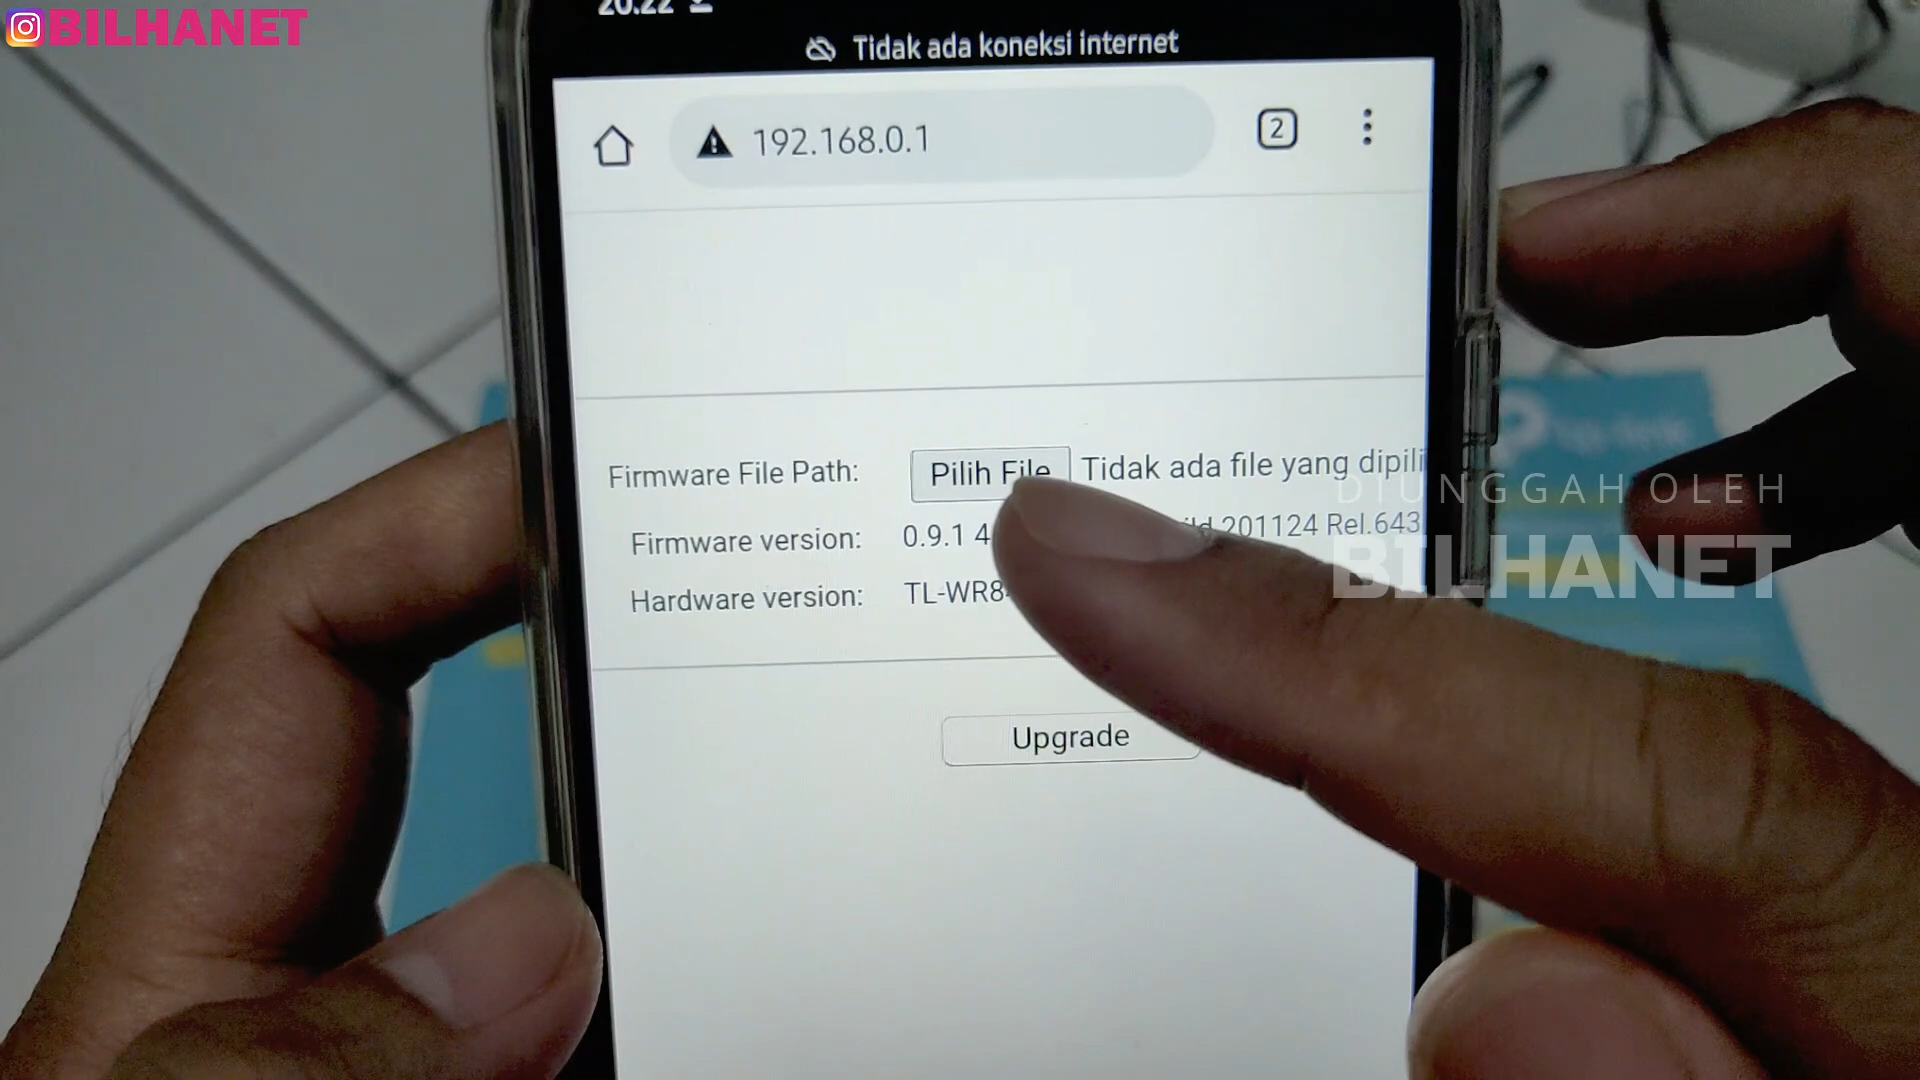 BILHANET
20.22
Tidak ada koneksi internet
192.168.0.1
2
Firmware File Path: Pilih File Tidak ada file yang dipili
Firmware version: 0.9.1 4 201124 Rel.643
Hardware version: TL-WR8
Upgrade
DIUNGGAH OLEH
BILHANET